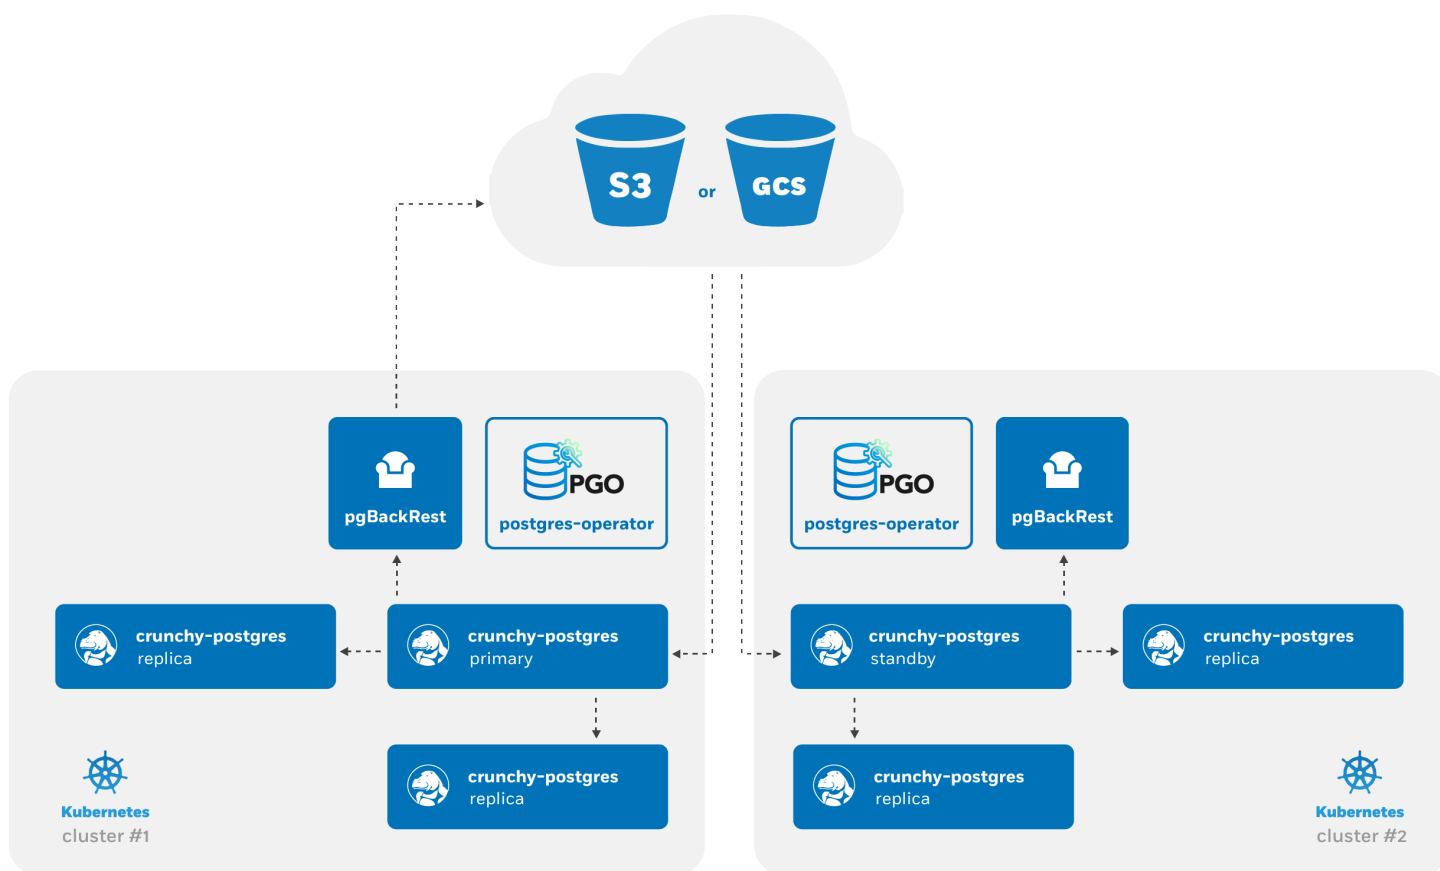 S3
or
GCS
pgBackRest
PGO
postgres-operator
PGO
postgres-operator
pgBackRest
crunchy-postgres
replica
crunchy-postgres
primary
crunchy-postgres
standby
crunchy-postgres
replica
crunchy-postgres
replica
crunchy-postgres
replica
Kubernetes
cluster #1
Kubernetes
cluster #2